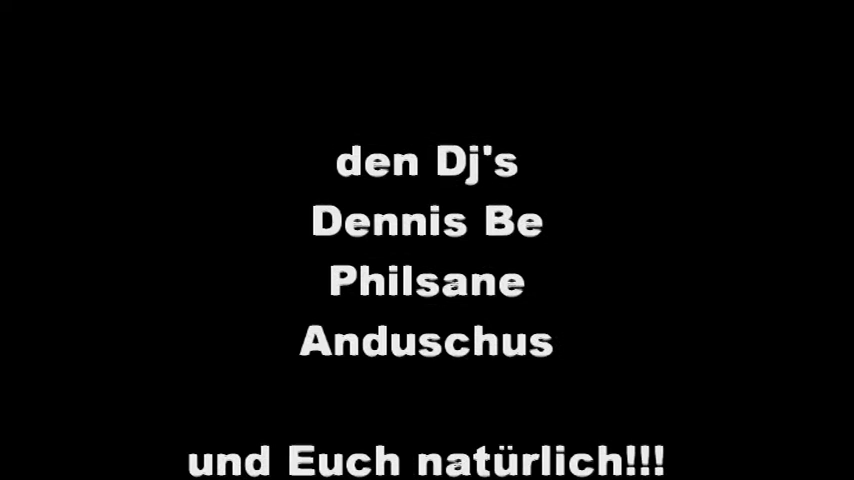 den Dj's
Dennis Be
Philsane
Anduschus
und Euch natürlich!!!